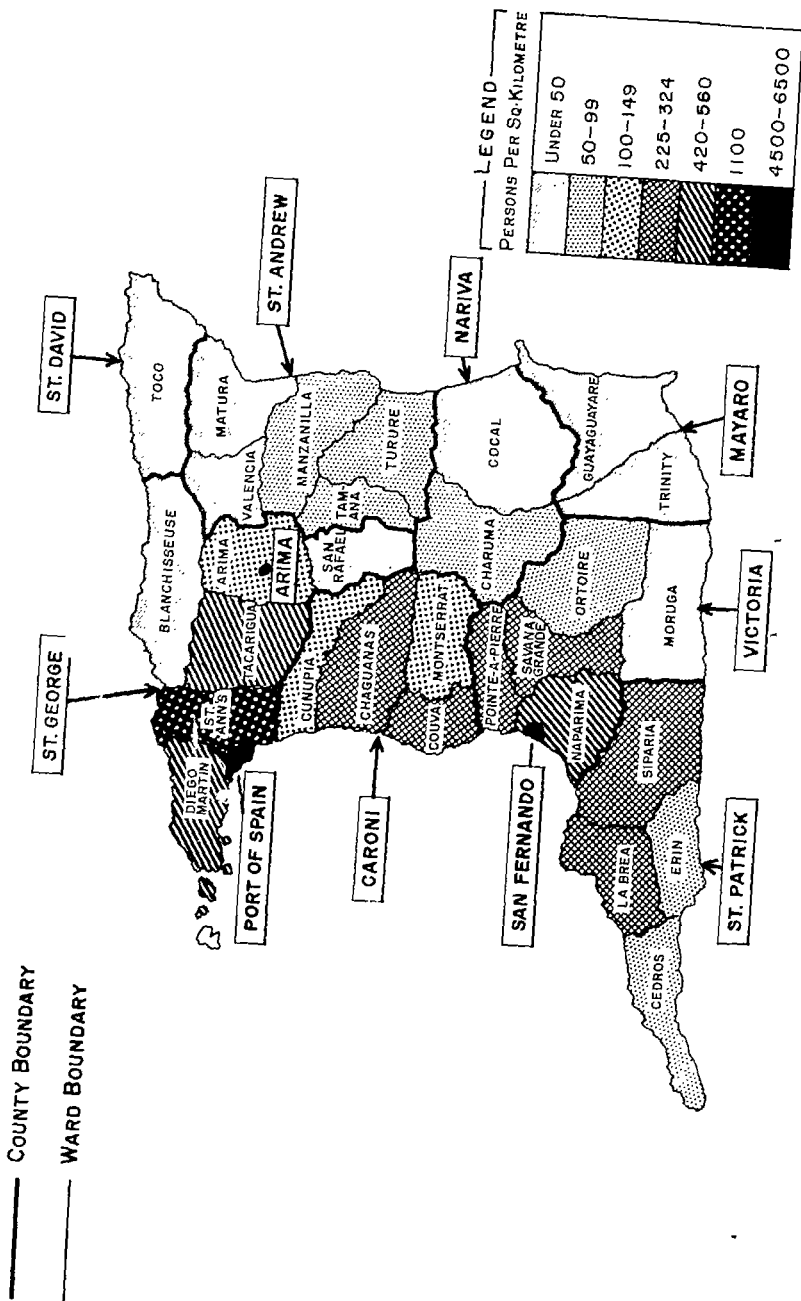 COUNTY BOUNDARY
WARD BOUNDARY
LEGEND
PERSONS PER SQ. KILOMETRE
UNDER 50
50-99
100-149
225-324
420-560
1100
4500-6500
ST. DAVID
ST. ANDREW
ST. GEORGE
NARIVA
MAYARO
VICTORIA
ST. PATRICK
SAN FERNANDO
CARONI
PORT OF SPAIN
ARIMA
TOCO
MATURA
BLANCHISSEUSE
VALENCIA
MANZANILLA
TURURE
TAM-
ANA
ARIMA
SAN
RAFAEL
TACARIGUA
ST.
ANN'S
DIEGO
MARTIN
CUNUPIA
CHAGUANAS
COUVA
MONTSERRAT
CHARUMA
COCAL
GUAYAGUAYARE
TRINITY
ORTOIRE
MORUGA
POINTE-A-PIERRE
SAVANA
GRANDE
NAPARIMA
SIPARIA
LA BREA
ERIN
CEDROS